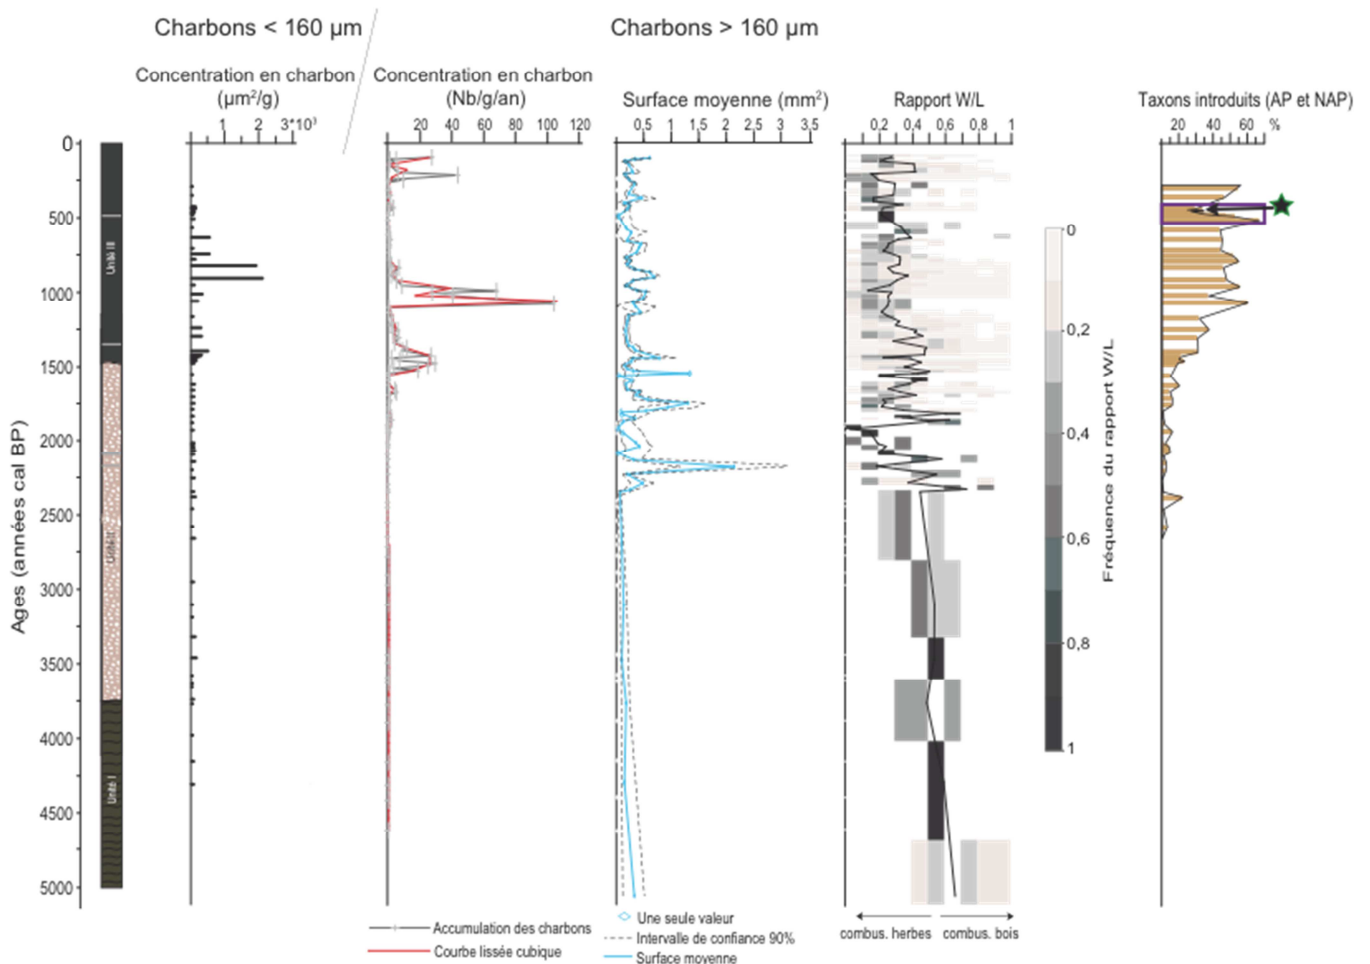 Charbons < 160 µm
Charbons > 160 µm
Concentration en charbon
(µm²/g)
Concentration en charbon
(Nb/g/an)
Surface moyenne (mm²)
Rapport W/L
Taxons introduits (AP et NAP)
1 2 3*10³
20 40 60 80 100 120
0,5 1 1,5 2 2,5 3 3,5
0,2 0,4 0,6 0,8 1
20 40 60 %
Ages (années cal BP)
0
500
1000
1500
2000
2500
3000
3500
4000
4500
5000
Unité III
Unité I
Fréquence du rapport W/L
0
0,2
0,4
0,6
0,8
1
combus. herbes
combus. bois
Accumulation des charbons
Courbe lissée cubique
Une seule valeur
Intervalle de confiance 90%
Surface moyenne